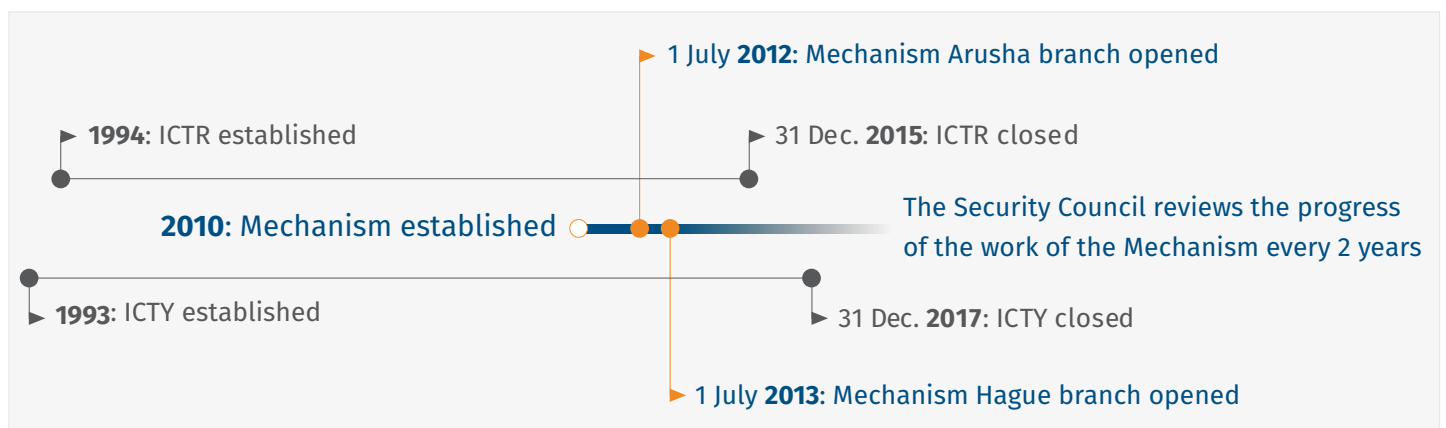 1 July 2012: Mechanism Arusha branch opened
1994: ICTR established
31 Dec. 2015: ICTR closed
2010: Mechanism established
The Security Council reviews the progress
of the work of the Mechanism every 2 years
1993: ICTY established
31 Dec. 2017: ICTY closed
1 July 2013: Mechanism Hague branch opened